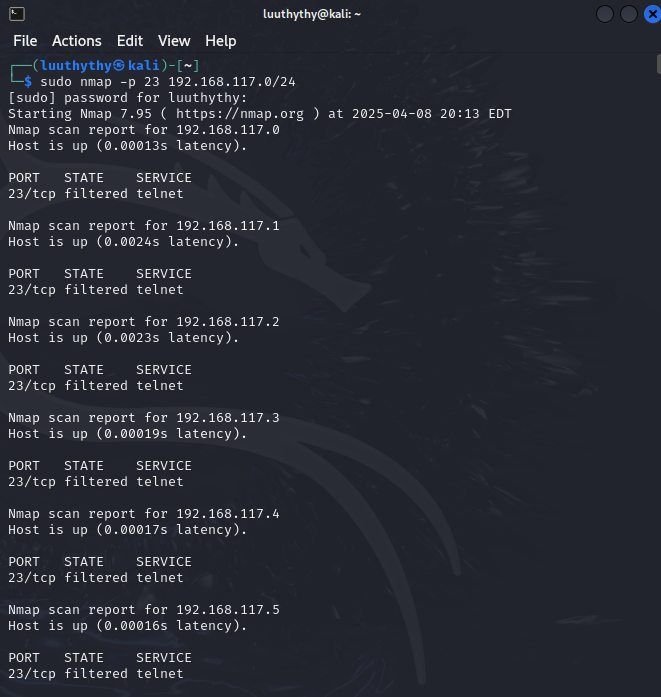 luuthythy@kali: ~
File Actions Edit View Help
┌──(luuthythy㉿kali)-[~]
└─$ sudo nmap -p 23 192.168.117.0/24
[sudo] password for luuthythy:
Starting Nmap 7.95 ( https://nmap.org ) at 2025-04-08 20:13 EDT
Nmap scan report for 192.168.117.0
Host is up (0.00013s latency).
PORT   STATE    SERVICE
23/tcp filtered telnet
Nmap scan report for 192.168.117.1
Host is up (0.0024s latency).
PORT   STATE    SERVICE
23/tcp filtered telnet
Nmap scan report for 192.168.117.2
Host is up (0.0023s latency).
PORT   STATE    SERVICE
23/tcp filtered telnet
Nmap scan report for 192.168.117.3
Host is up (0.00019s latency).
PORT   STATE    SERVICE
23/tcp filtered telnet
Nmap scan report for 192.168.117.4
Host is up (0.00017s latency).
PORT   STATE    SERVICE
23/tcp filtered telnet
Nmap scan report for 192.168.117.5
Host is up (0.00016s latency).
PORT   STATE    SERVICE
23/tcp filtered telnet